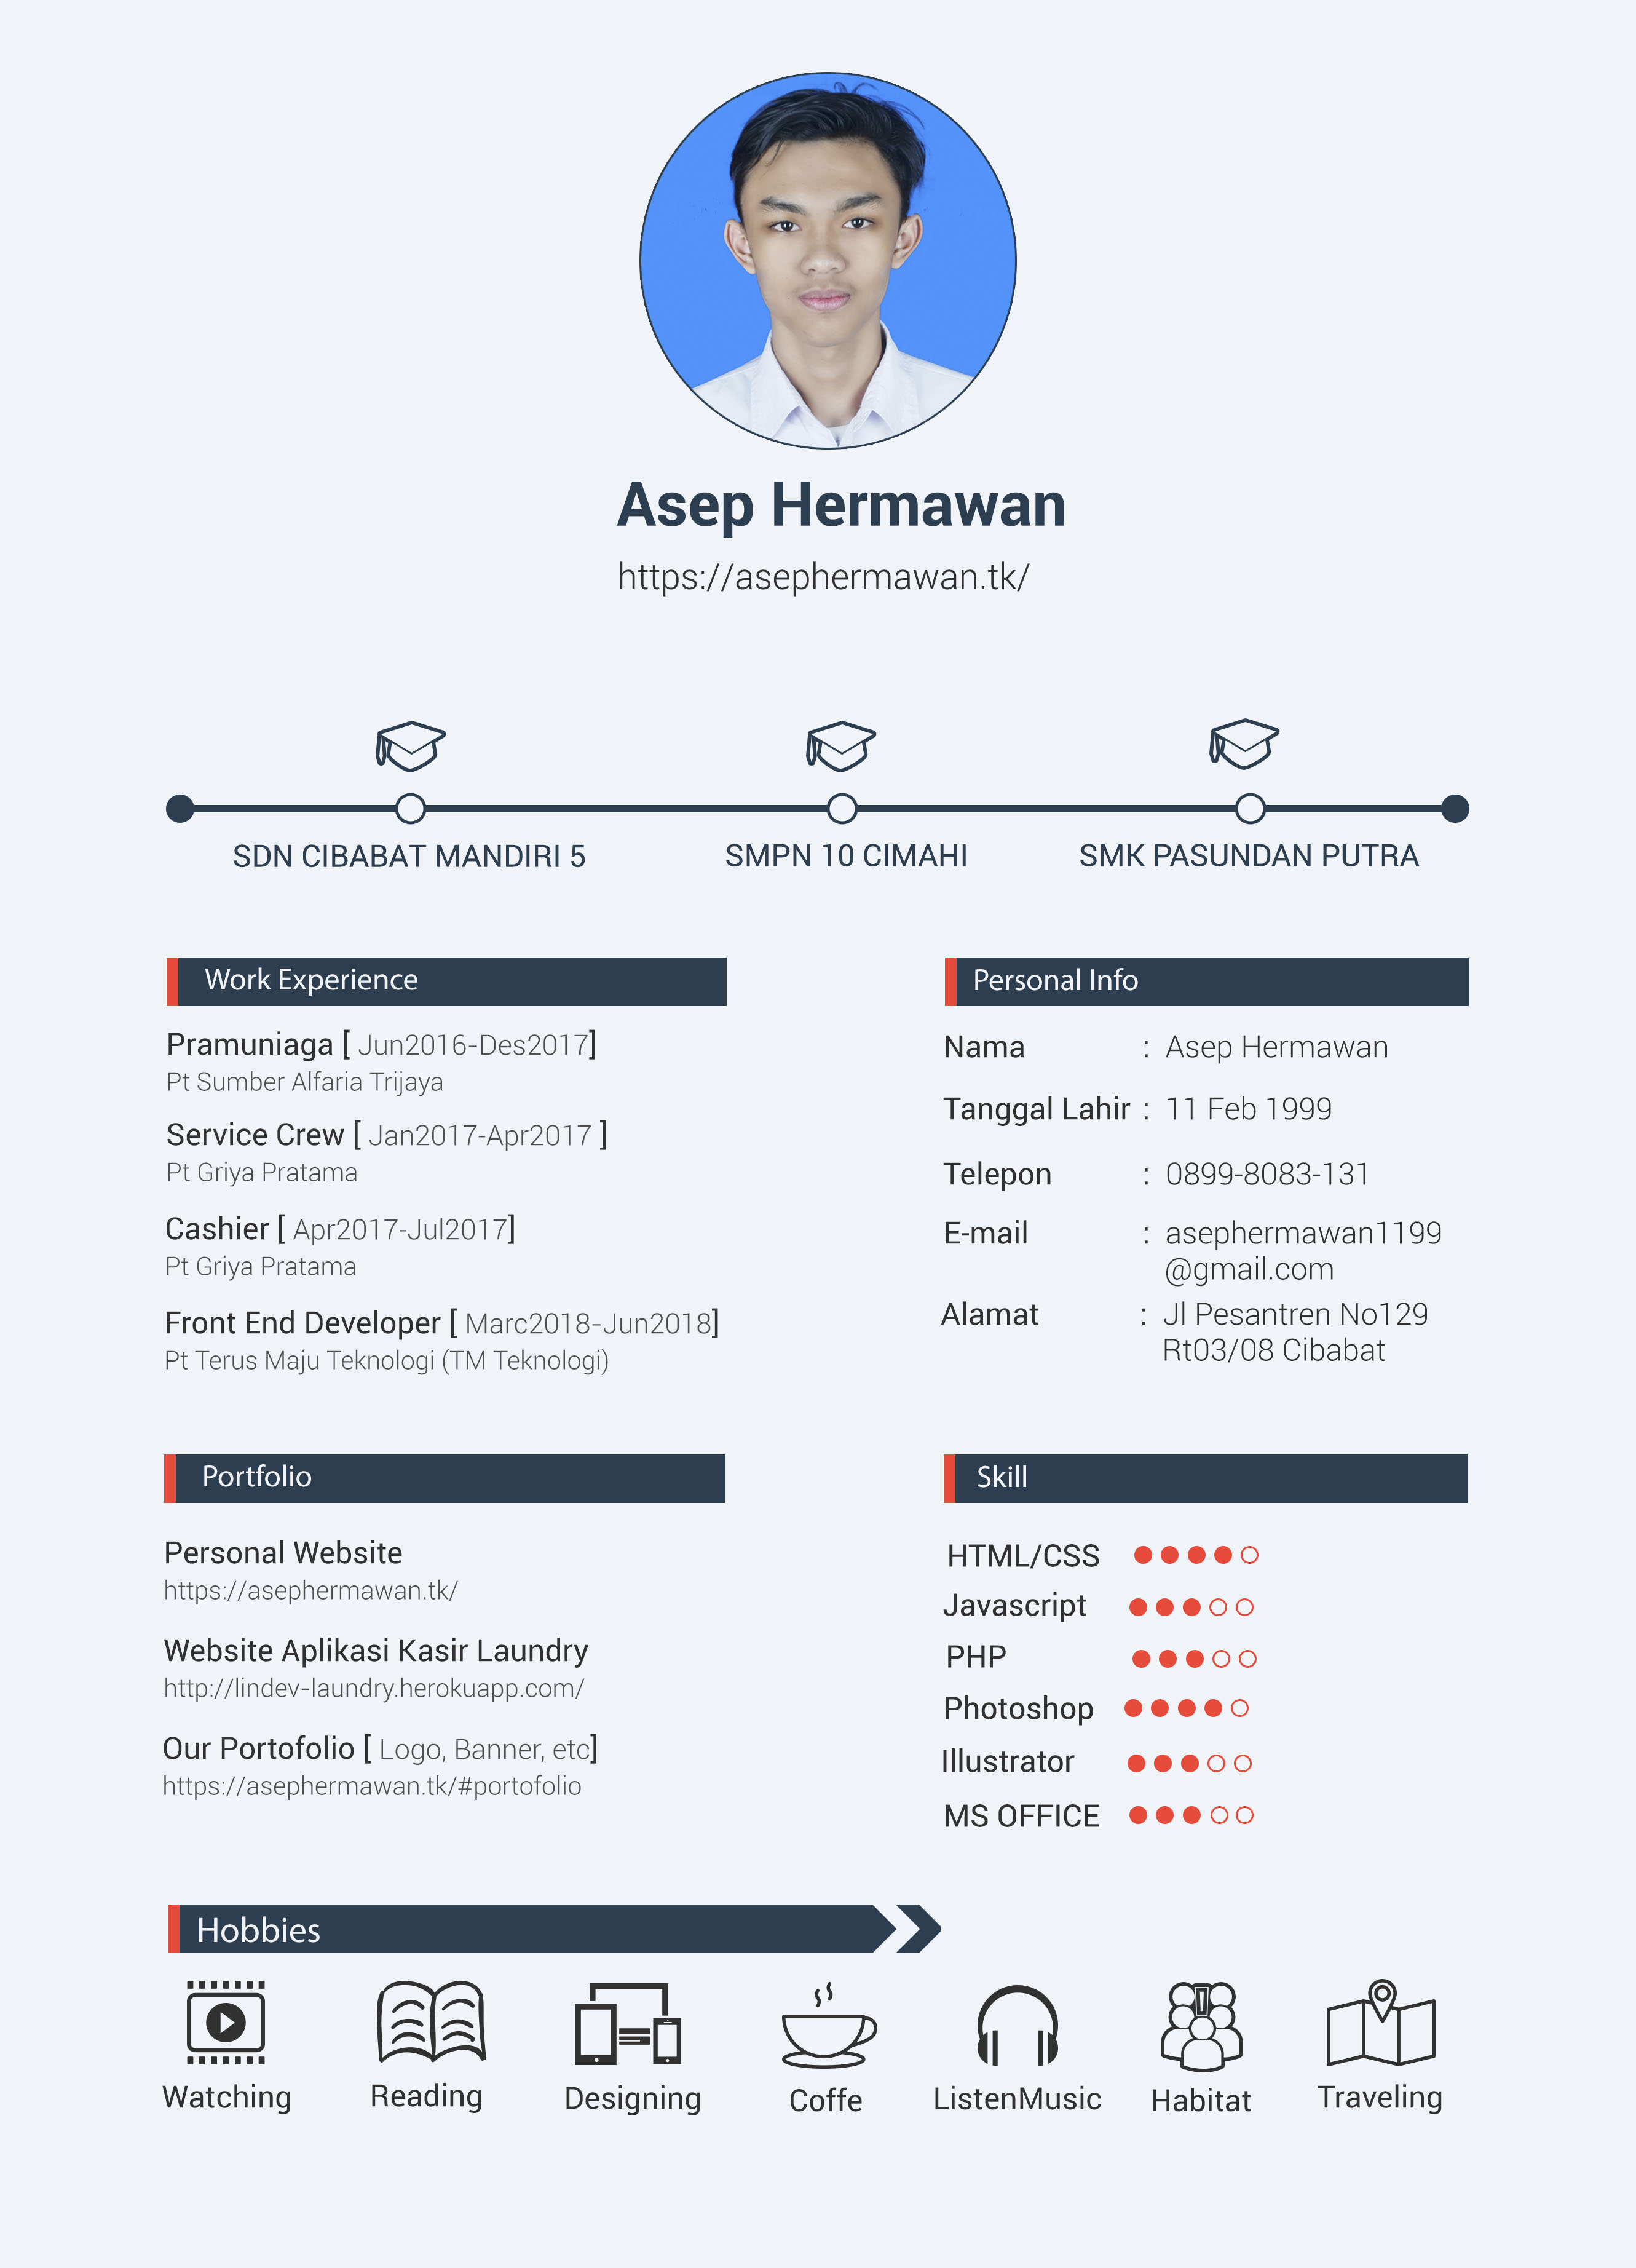 Asep Hermawan
https://asephermawan.tk/
SDN CIBABAT MANDIRI 5
SMPN 10 CIMAHI
SMK PASUNDAN PUTRA
Work Experience
Pramuniaga [ Jun2016-Des2017]
Pt Sumber Alfaria Trijaya
Service Crew [ Jan2017-Apr2017 ]
Pt Griya Pratama
Cashier [ Apr2017-Jul2017]
Pt Griya Pratama
Front End Developer [ Marc2018-Jun2018]
Pt Terus Maju Teknologi (TM Teknologi)
Personal Info
Nama : Asep Hermawan
Tanggal Lahir : 11 Feb 1999
Telepon : 0899-8083-131
E-mail : asephermawan1199
@gmail.com
Alamat : Jl Pesantren No129
Rt03/08 Cibabat
Portfolio
Personal Website
https://asephermawan.tk/
Website Aplikasi Kasir Laundry
http://lindev-laundry.herokuapp.com/
Our Portofolio [ Logo, Banner, etc]
https://asephermawan.tk/#portofolio
Skill
HTML/CSS
Javascript
PHP
Photoshop
Illustrator
MS OFFICE
Hobbies
Watching
Reading
Designing
Coffe
ListenMusic
Habitat
Traveling